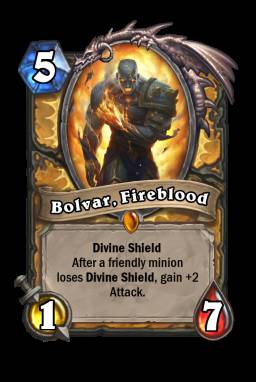 5
Bolvar, Fireblood
Divine Shield
After a friendly minion
loses Divine Shield, gain +2
Attack.
1
7